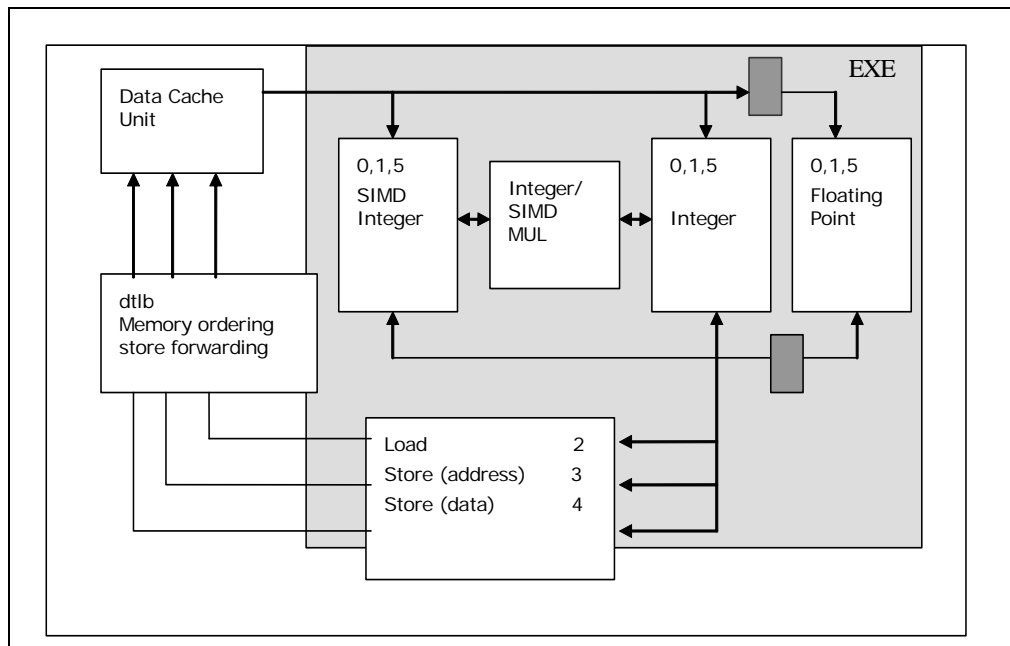 EXE
Data Cache
Unit
0,1,5
SIMD
Integer
Integer/
SIMD
MUL
0,1,5
Integer
0,1,5
Floating
Point
dtlb
Memory ordering
store forwarding
Load 2
Store (address) 3
Store (data) 4